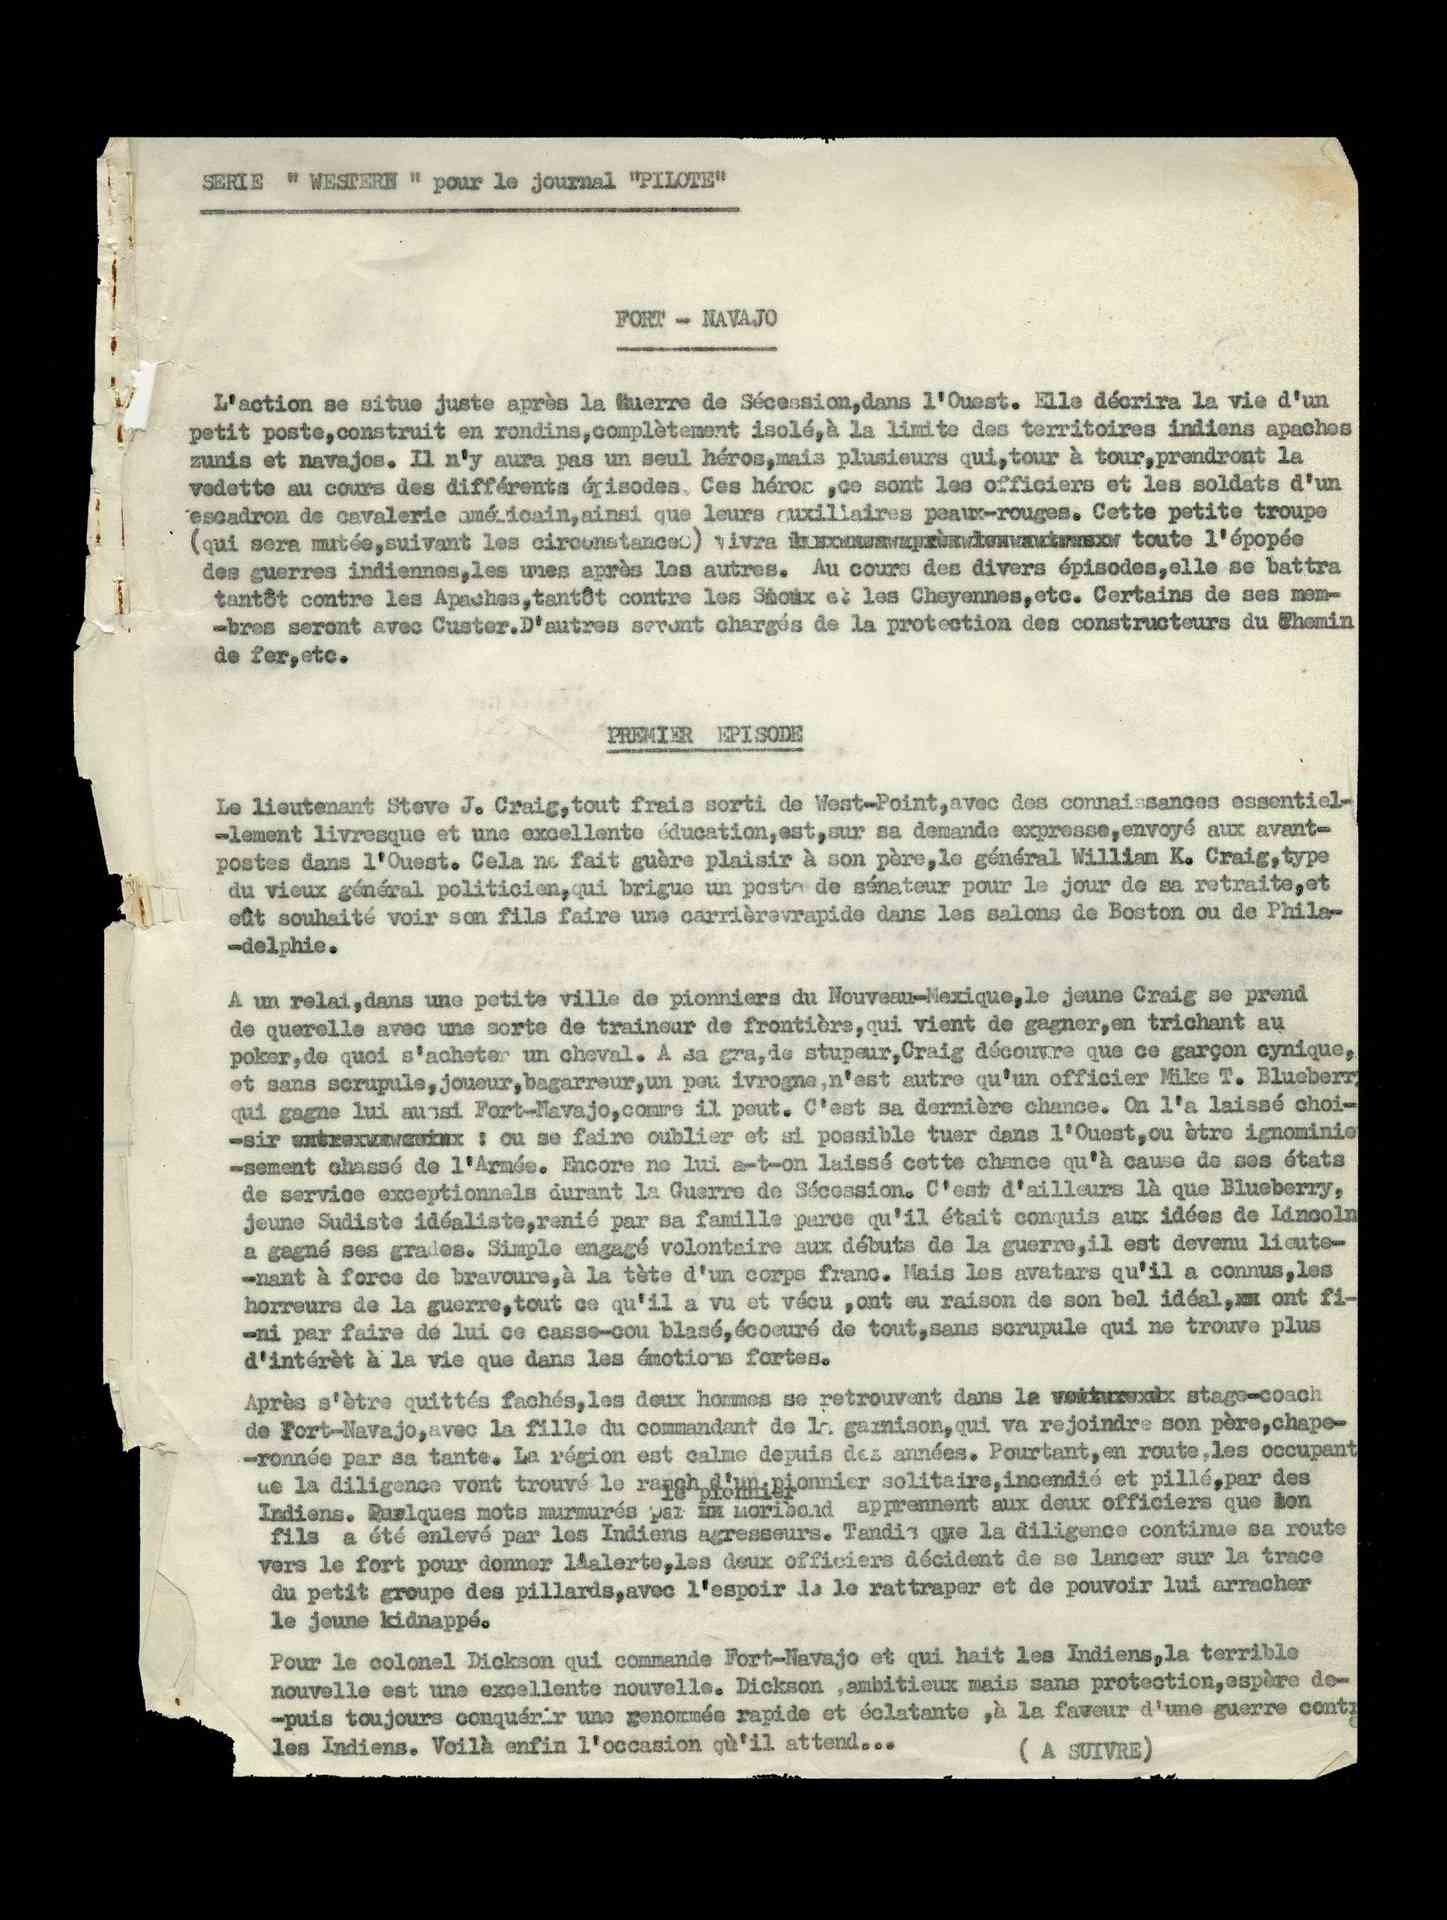 SERIE " WESTERN " pour le journal "PILOTE"
FORT - NAVAJO
L'action se situe juste après la Guerre de Sécession,dans l'Ouest. Elle décrira la vie d'un
petit poste,construit en rondins,complètement isolé,à la limite des territoires indiens apaches
zunis et navajos. Il n'y aura pas un seul héros,mais plusieurs qui,tour à tour,prendront la
vedette au cours des différents épisodes. Ces héros ,ce sont les officiers et les soldats d'un
escadron de cavalerie américain,ainsi que leurs auxiliaires peaux-rouges. Cette petite troupe
(qui sera mutée,suivant les circonstances) vivra toute l'épopée
des guerres indiennes,les unes après les autres. Au cours des divers épisodes,elle se battra
tantôt contre les Apaches,tantôt contre les Sioux et les Cheyennes,etc. Certains de ses mem-
-bres seront avec Custer.D'autres seront chargés de la protection des constructeurs du Chemin
de fer,etc.
PREMIER EPISODE
Le lieutenant Steve J. Craig,tout frais sorti de West-Point,avec des connaissances essentiel-
-lement livresque et une excellente éducation,est,sur sa demande expresse,envoyé aux avant-
postes dans l'Ouest. Cela ne fait guère plaisir à son père,le général William K. Craig,type
du vieux général politicien,qui brigue un poste de sénateur pour le jour de sa retraite,et
eût souhaité voir son fils faire une carrièrevrapide dans les salons de Boston ou de Phila-
-delphie.
A un relai,dans une petite ville de pionniers du Nouveau-Mexique,le jeune Craig se prend
de querelle avec une sorte de traineur de frontière,qui vient de gagner,en trichant au
poker,de quoi s'acheter un cheval. A sa gra,de stupeur,Craig découvre que ce garçon cynique,
et sans scrupule,joueur,bagarreur,un peu ivrogne,n'est autre qu'un officier Mike T. Blueberry
qui gagne lui aussi Fort-Navajo,comme il peut. C'est sa dernière chance. On l'a laissé choi-
-sir : ou se faire oublier et si possible tuer dans l'Ouest,ou ètre ignominie
-sement chassé de l'Armée. Encore ne lui a-t-on laissé cette chance qu'à cause de ses états
de service exceptionnels durant la Guerre de Sécession. C'est d'ailleurs là que Blueberry,
jeune Sudiste idéaliste,renié par sa famille parce qu'il était conquis aux idées de Lincoln
a gagné ses grades. Simple engagé volontaire aux débuts de la guerre,il est devenu lieute-
-nant à force de bravoure,à la tète d'un corps franc. Mais les avatars qu'il a connus,les
horreurs de la guerre,tout ce qu'il a vu et vécu ,ont eu raison de son bel idéal, ont fi-
-ni par faire de lui ce casse-cou blasé,écoeuré de tout,sans scrupule qui ne trouve plus
d'intérèt à la vie que dans les émotions fortes.
Après s'ètre quittés fachés,les deux hommes se retrouvent dans le stage-coach
de Fort-Navajo,avec la fille du commandant de la garnison,qui va rejoindre son père,chape-
-ronnée par sa tante. La région est calme depuis des années. Pourtant,en route,les occupant
de la diligence vont trouvé le ranch d'un pionnier solitaire,incendié et pillé,par des
le pionnier
Indiens. Quelques mots murmurés par moribond apprennent aux deux officiers que son
fils a été enlevé par les Indiens agresseurs. Tandis que la diligence continue sa route
vers le fort pour donner l'alerte,les deux officiers décident de se lancer sur la trace
du petit groupe des pillards,avec l'espoir de le rattraper et de pouvoir lui arracher
le jeune kidnappé.
Pour le colonel Dickson qui commande Fort-Navajo et qui hait les Indiens,la terrible
nouvelle est une excellente nouvelle. Dickson ,ambitieux mais sans protection,espère de-
-puis toujours conquérir une renommée rapide et éclatante ,à la faveur d'une guerre contr
les Indiens. Voilà enfin l'occasion qù'il attend...
( A SUIVRE)